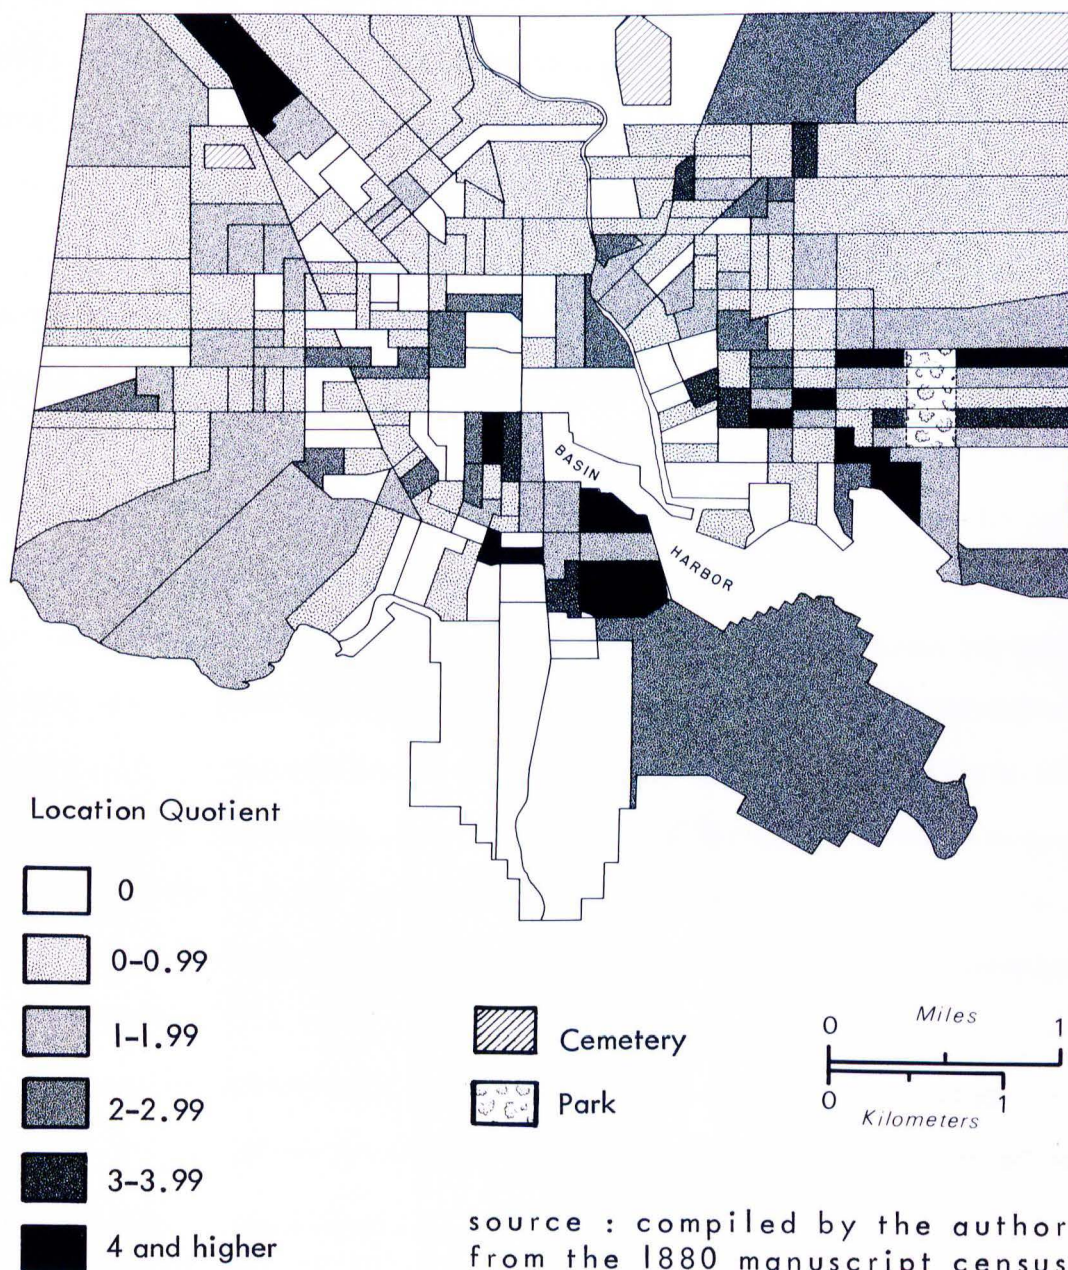 BASIN
HARBOR
Location Quotient
0
0-0.99
1-1.99
2-2.99
3-3.99
4 and higher
Cemetery
Park
Miles
0 1
0 1
Kilometers
source : compiled by the author
from the 1880 manuscript census